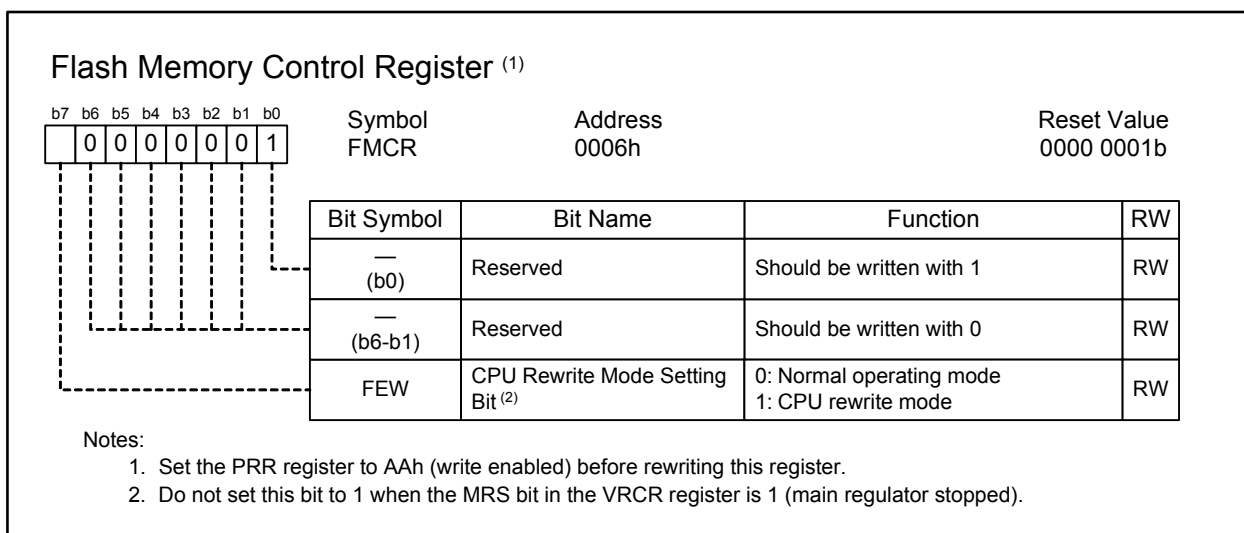 Flash Memory Control Register (1)
b7 b6 b5 b4 b3 b2 b1 b0
0 0 0 0 0 0 1
Symbol Address Reset Value
FMCR 0006h 0000 0001b
Bit Symbol Bit Name Function RW
— (b0) Reserved Should be written with 1 RW
— (b6-b1) Reserved Should be written with 0 RW
FEW CPU Rewrite Mode Setting Bit (2) 0: Normal operating mode RW
1: CPU rewrite mode
Notes:
1. Set the PRR register to AAh (write enabled) before rewriting this register.
2. Do not set this bit to 1 when the MRS bit in the VRCR register is 1 (main regulator stopped).